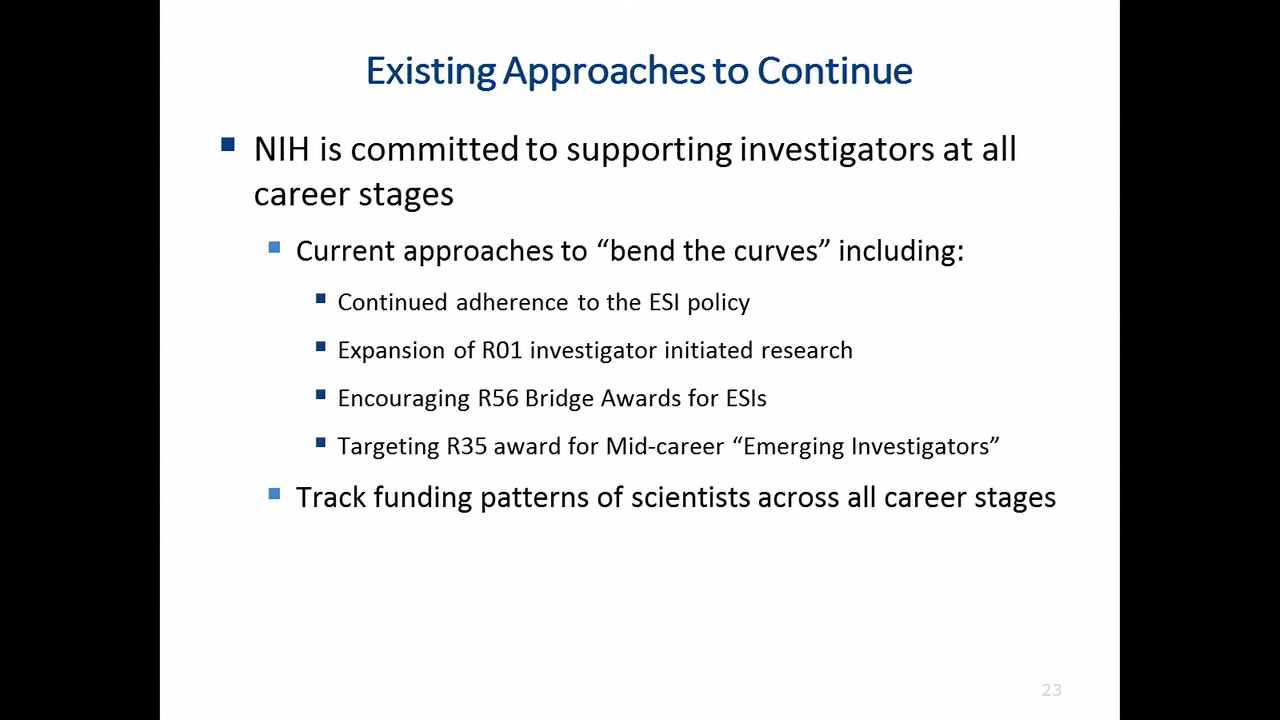 Existing Approaches to Continue
NIH is committed to supporting investigators at all
career stages
Current approaches to “bend the curves” including:
Continued adherence to the ESI policy
Expansion of R01 investigator initiated research
Encouraging R56 Bridge Awards for ESIs
Targeting R35 award for Mid-career “Emerging Investigators”
Track funding patterns of scientists across all career stages
23